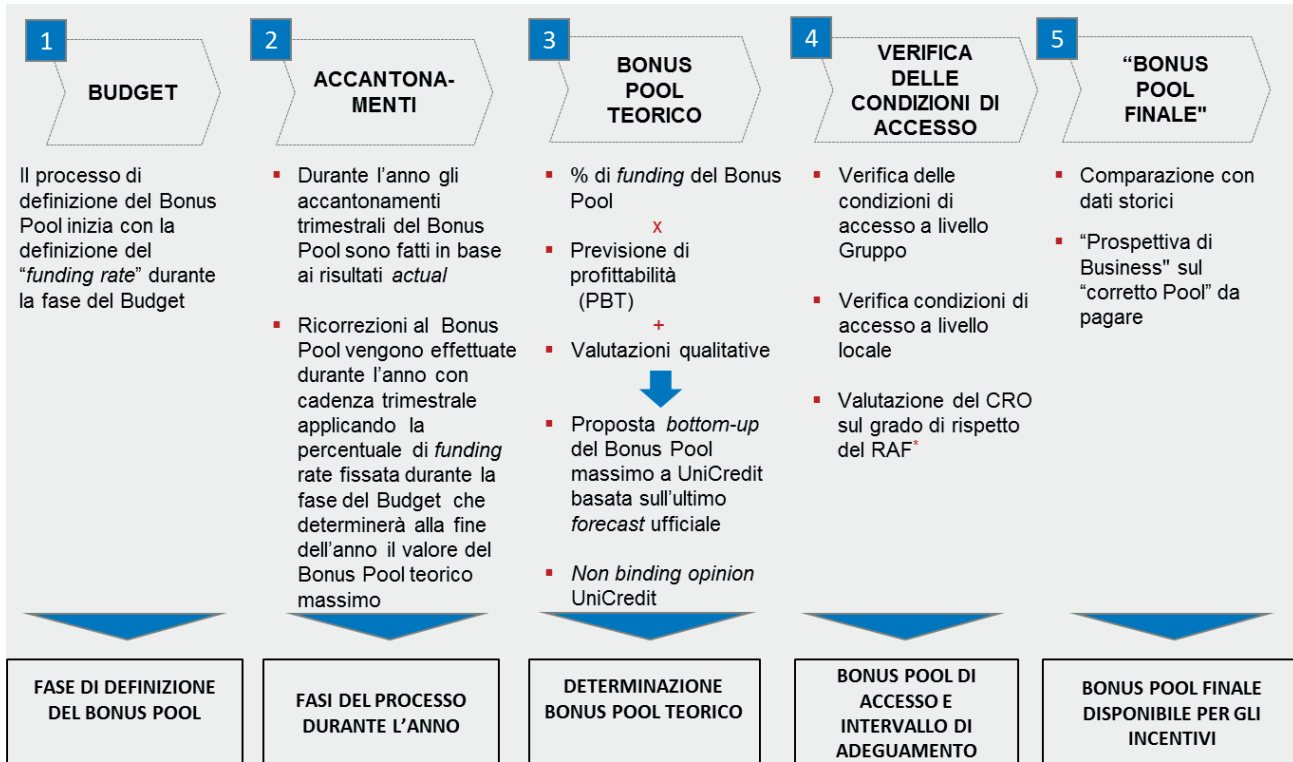 1
BUDGET
Il processo di
definizione del Bonus
Pool inizia con la
definizione del
“funding rate” durante
la fase del Budget
FASE DI DEFINIZIONE
DEL BONUS POOL
2
ACCANTONA-
MENTI
▪ Durante l’anno gli
accantonamenti
trimestrali del Bonus
Pool sono fatti in base
ai risultati actual
▪ Ricorrezioni al Bonus
Pool vengono effettuate
durante l’anno con
cadenza trimestrale
applicando la
percentuale di funding
rate fissata durante la
fase del Budget che
determinerà alla fine
dell’anno il valore del
Bonus Pool teorico
massimo
FASI DEL PROCESSO
DURANTE L’ANNO
3
BONUS
POOL
TEORICO
▪ % di funding del Bonus
Pool
x
▪ Previsione di
profittabilità
(PBT)
+
▪ Valutazioni qualitative
▪ Proposta bottom-up
del Bonus Pool
massimo a UniCredit
basata sull’ultimo
forecast ufficiale
▪ Non binding opinion
UniCredit
DETERMINAZIONE
BONUS POOL TEORICO
4
VERIFICA
DELLE
CONDIZIONI DI
ACCESSO
▪ Verifica delle
condizioni di
accesso a livello
Gruppo
▪ Verifica condizioni di
accesso a livello
locale
▪ Valutazione del CRO
sul grado di rispetto
del RAF*
BONUS POOL DI
ACCESSO E
INTERVALLO DI
ADEGUAMENTO
5
“BONUS
POOL
FINALE"
▪ Comparazione con
dati storici
▪ “Prospettiva di
Business" sul
“corretto Pool” da
pagare
BONUS POOL FINALE
DISPONIBILE PER GLI
INCENTIVI